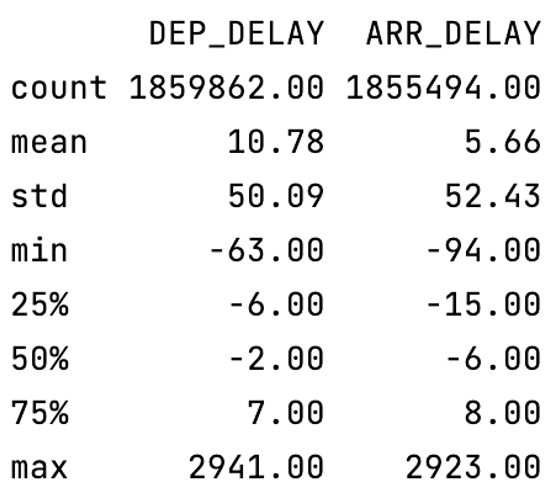 DEP_DELAY ARR_DELAY
count 1859862.00 1855494.00
mean 10.78 5.66
std 50.09 52.43
min -63.00 -94.00
25% -6.00 -15.00
50% -2.00 -6.00
75% 7.00 8.00
max 2941.00 2923.00